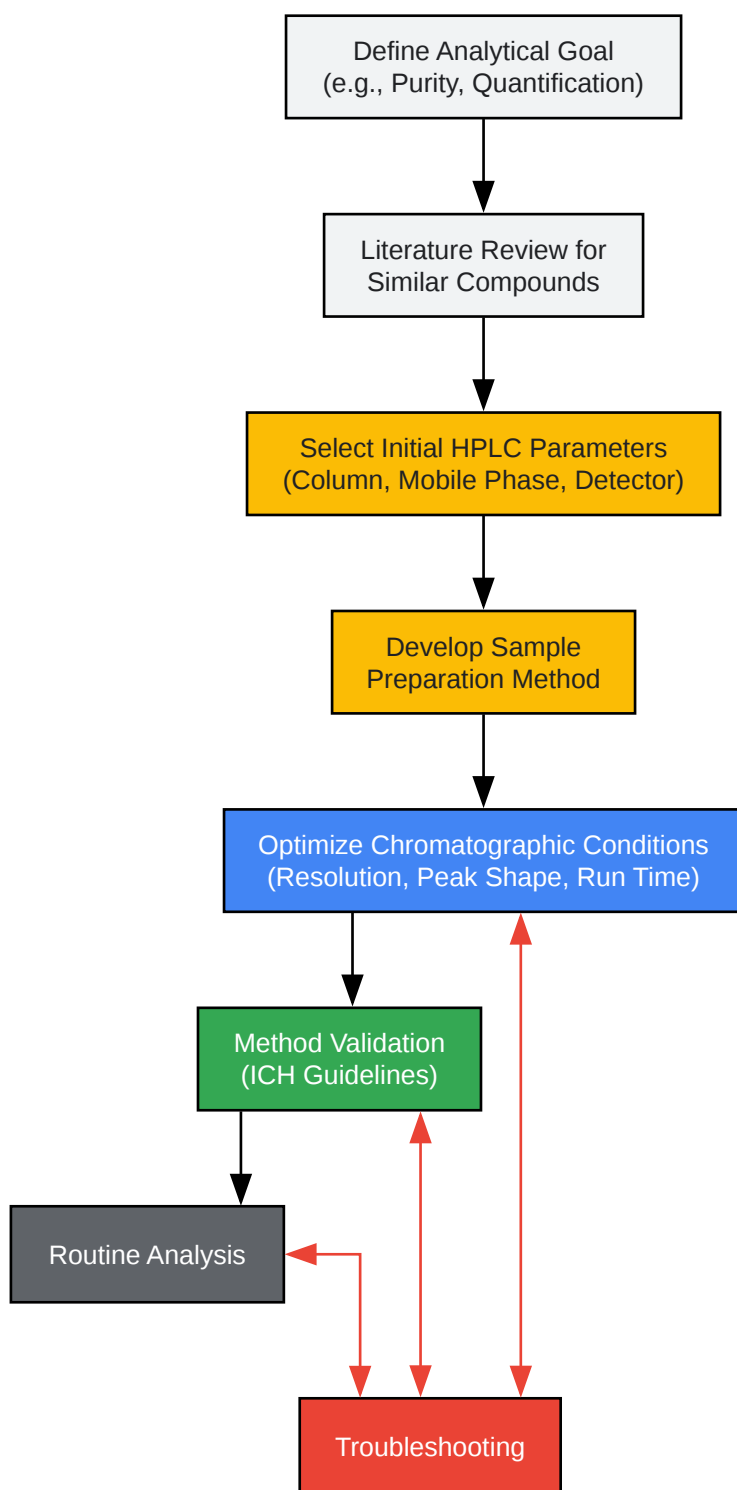 Define Analytical Goal
(e.g., Purity, Quantification)
Literature Review for
Similar Compounds
Select Initial HPLC Parameters
(Column, Mobile Phase, Detector)
Develop Sample
Preparation Method
Optimize Chromatographic Conditions
(Resolution, Peak Shape, Run Time)
Method Validation
(ICH Guidelines)
Routine Analysis
Troubleshooting